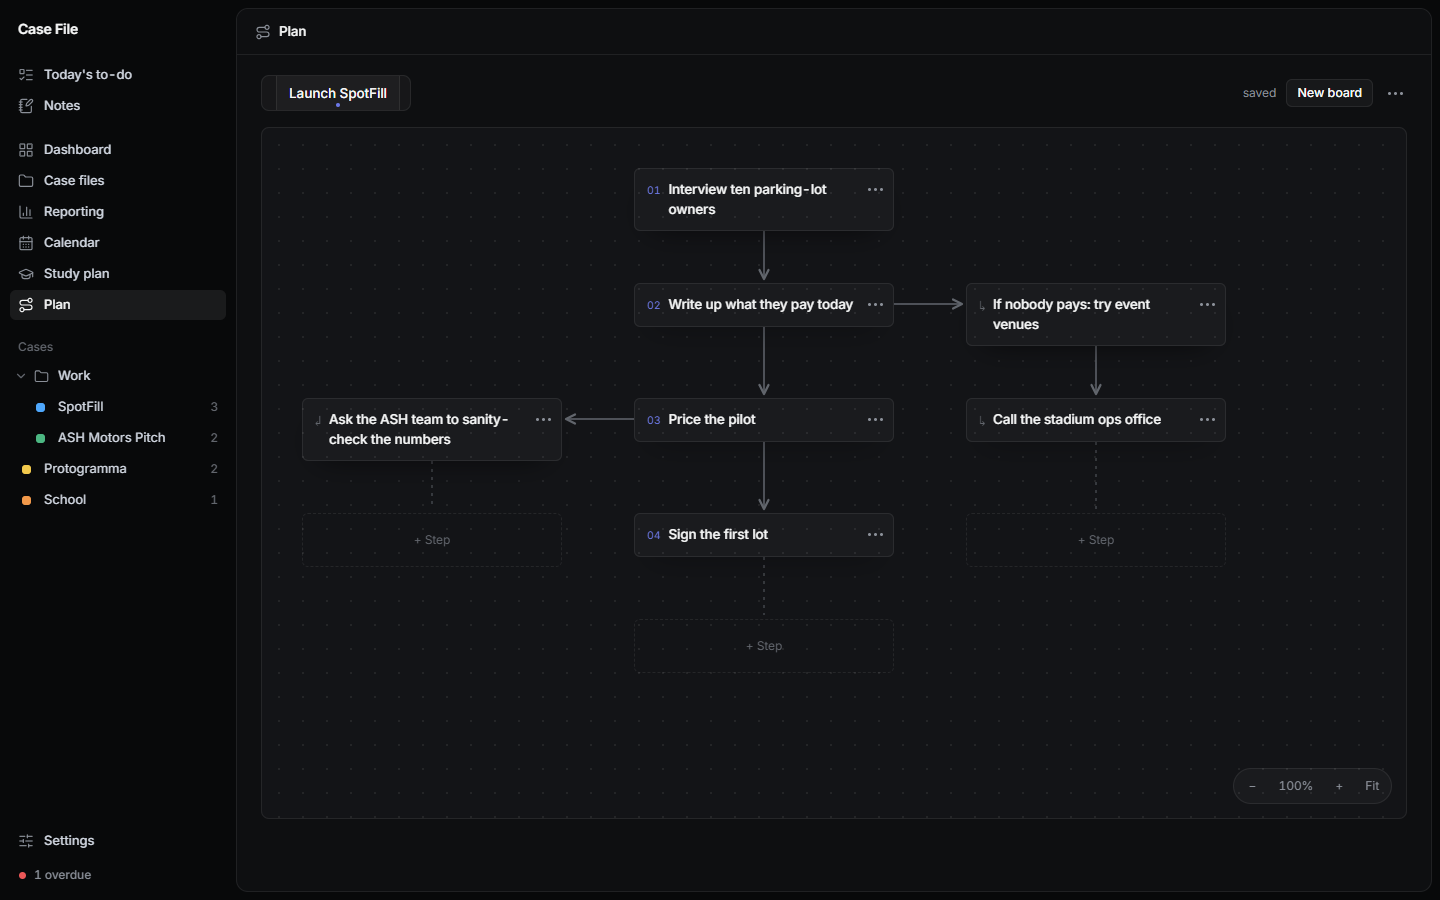 Case File
Today's to-do
Notes
Dashboard
Case files
Reporting
Calendar
Study plan
Plan
Cases
Work
SpotFill 3
ASH Motors Pitch 2
Protogramma 2
School 1
Settings
1 overdue
Plan
Launch SpotFill
saved
New board
01 Interview ten parking-lot
owners
02 Write up what they pay today
If nobody pays: try event
venues
Ask the ASH team to sanity-
check the numbers
03 Price the pilot
Call the stadium ops office
+ Step
04 Sign the first lot
+ Step
+ Step
− 100% + Fit